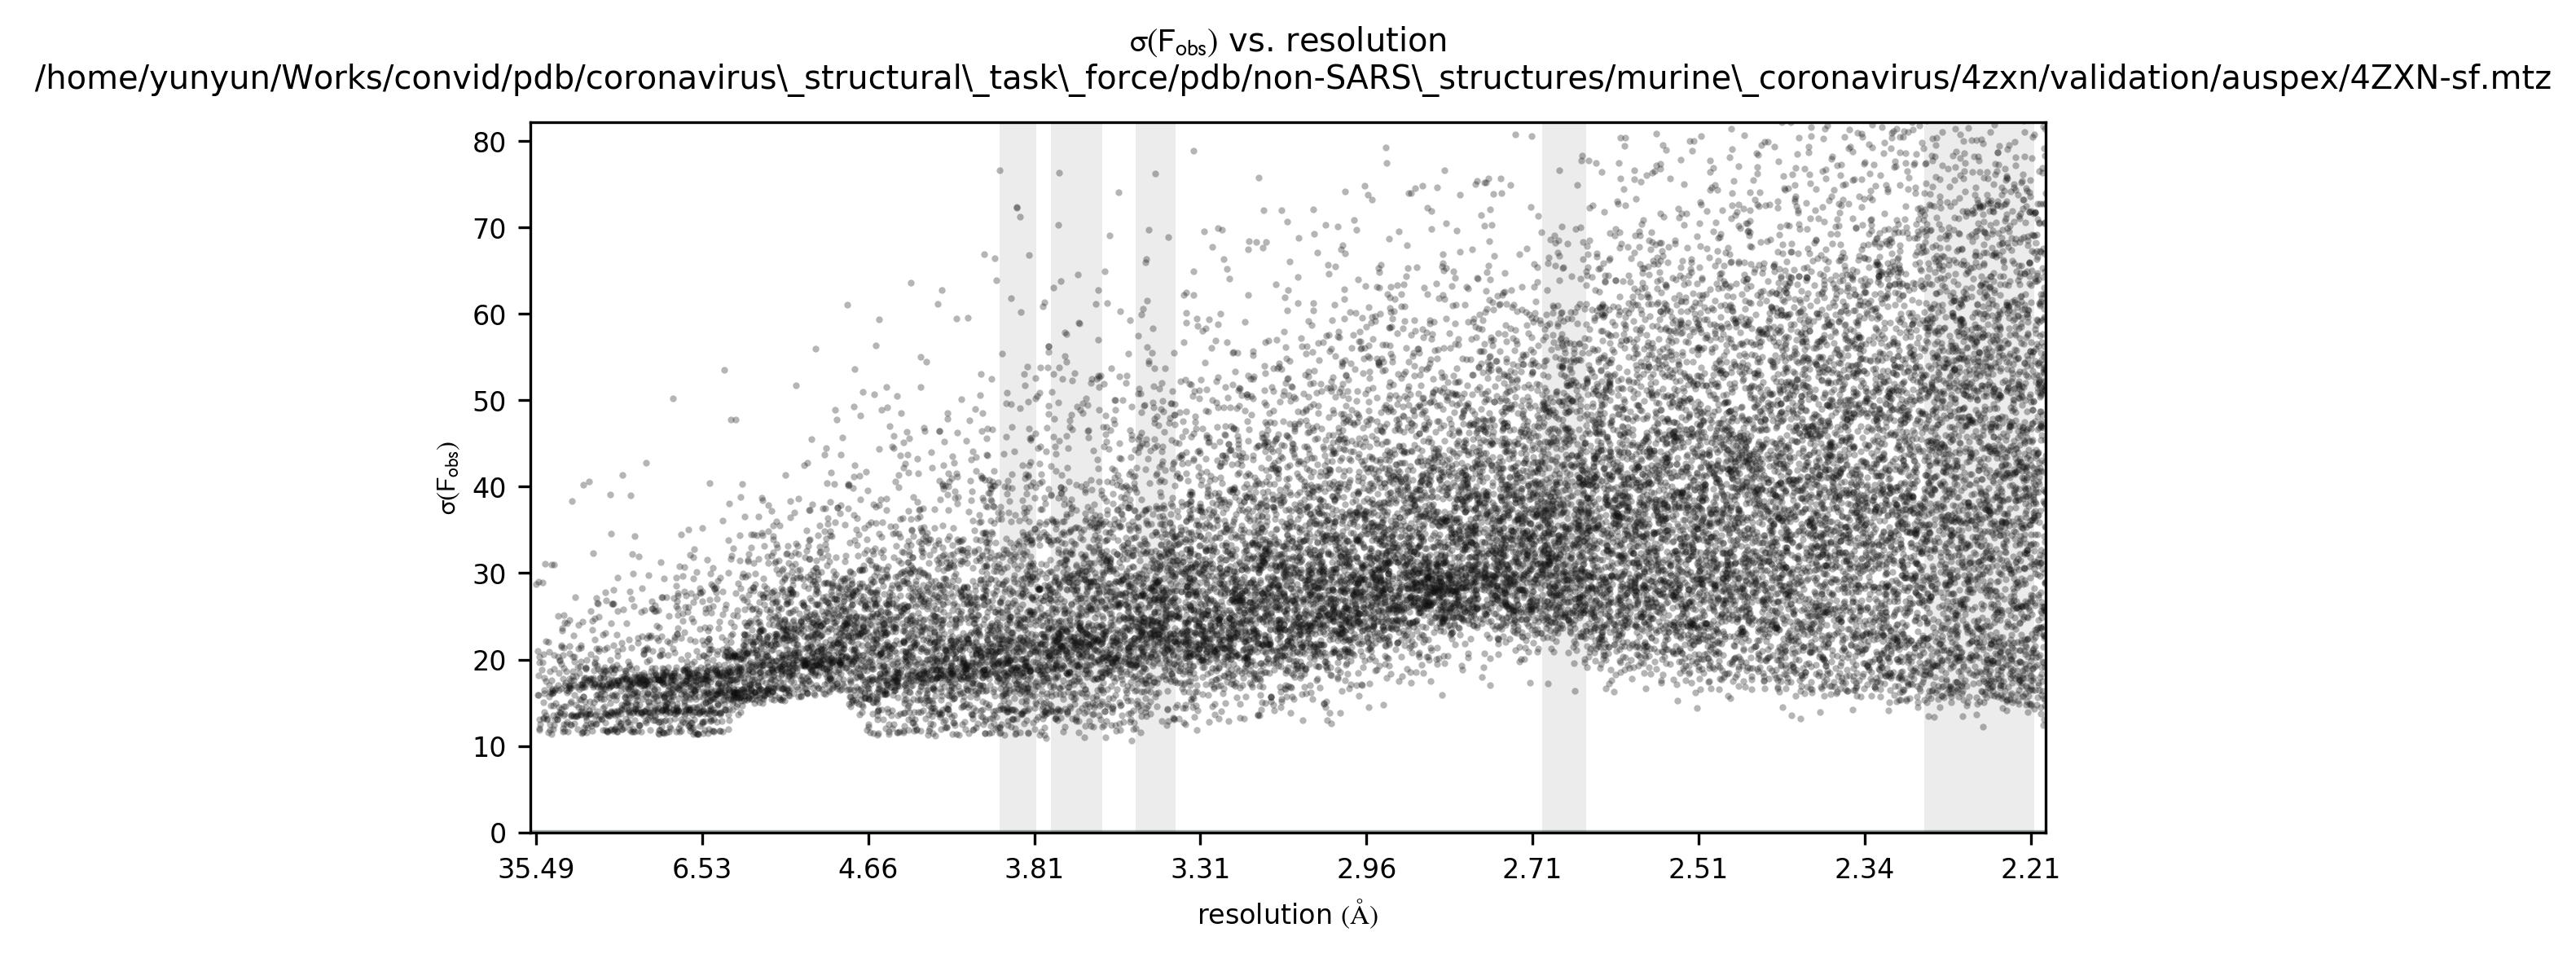 σ(Fobs) vs. resolution
/home/yunyun/Works/convid/pdb/coronavirus\_structural\_task\_force/pdb/non-SARS\_structures/murine\_coronavirus/4zxn/validation/auspex/4ZXN-sf.mtz
80
70
60
50
40
30
20
10
0
σ(Fobs)
35.49 6.53 4.66 3.81 3.31 2.96 2.71 2.51 2.34 2.21
resolution (Å)